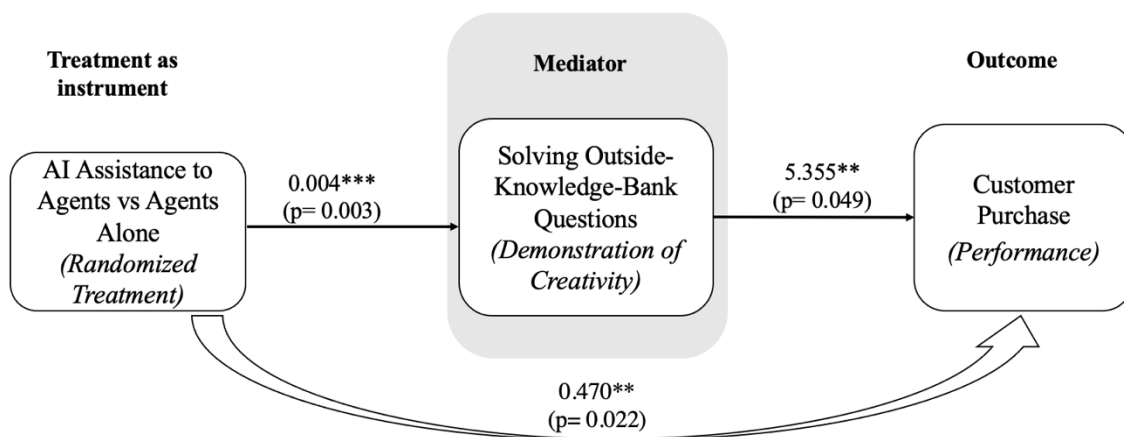 Treatment as
instrument
Mediator
Outcome
AI Assistance to
Agents vs Agents
Alone
(Randomized
Treatment)
0.004***
(p= 0.003)
Solving Outside-
Knowledge-Bank
Questions
(Demonstration of
Creativity)
5.355**
(p= 0.049)
Customer
Purchase
(Performance)
0.470**
(p= 0.022)